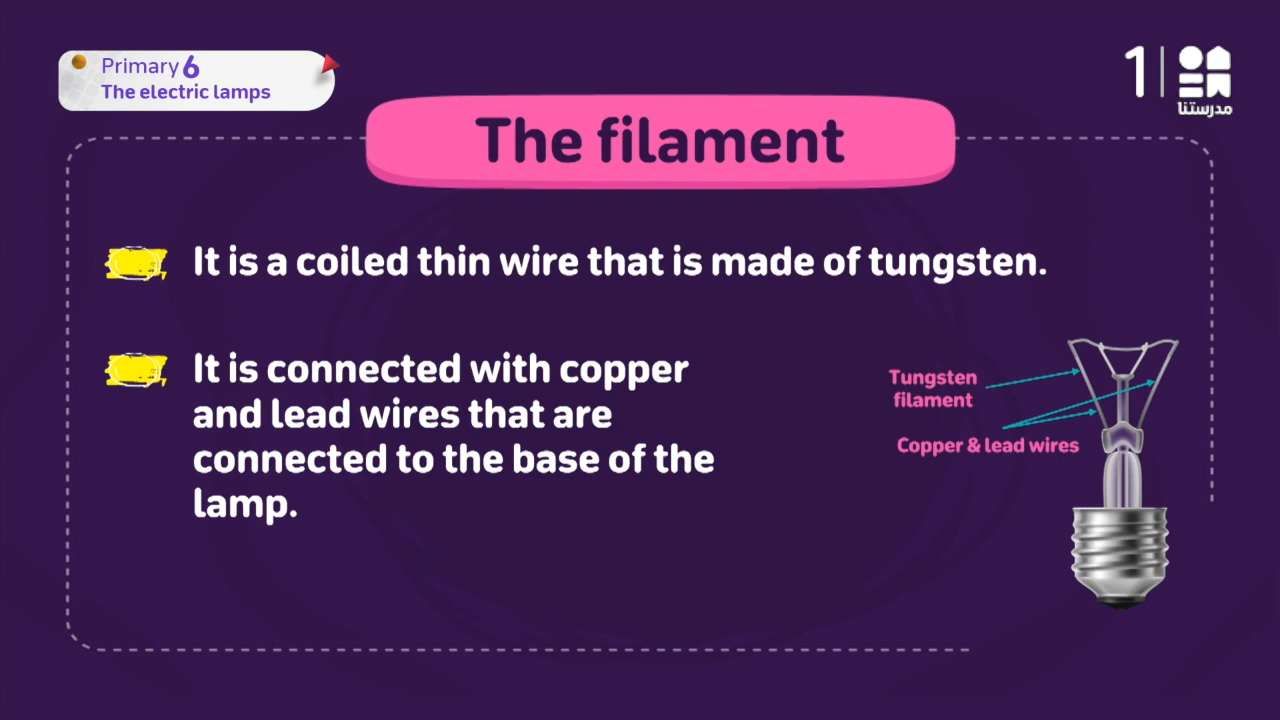 Primary 6
The electric lamps
1
مدرستنا
The filament
It is a coiled thin wire that is made of tungsten.
It is connected with copper
and lead wires that are
connected to the base of the
lamp.
Tungsten
filament
Copper & lead wires